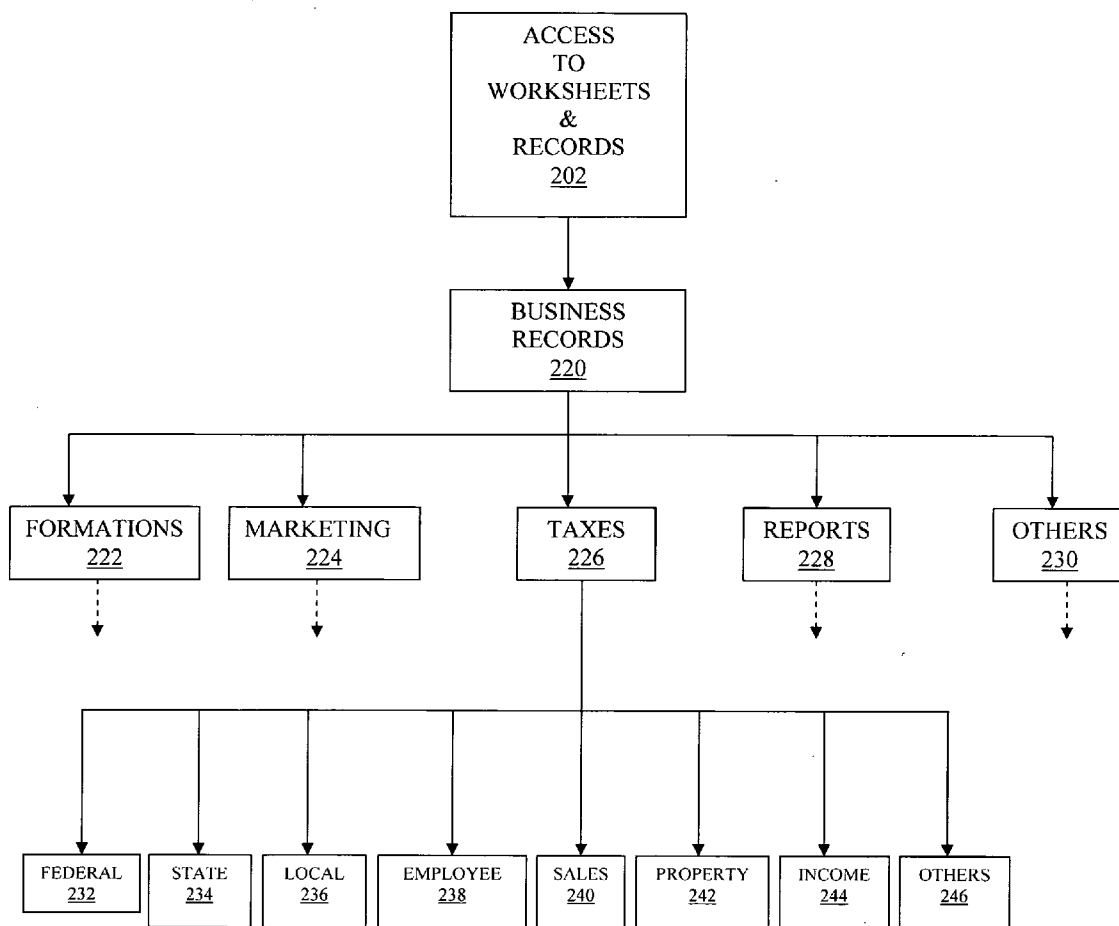 ACCESS
TO
WORKSHEETS
&
RECORDS
202
BUSINESS
RECORDS
220
FORMATIONS
222
MARKETING
224
TAXES
226
REPORTS
228
OTHERS
230
FEDERAL
232
STATE
234
LOCAL
236
EMPLOYEE
238
SALES
240
PROPERTY
242
INCOME
244
OTHERS
246